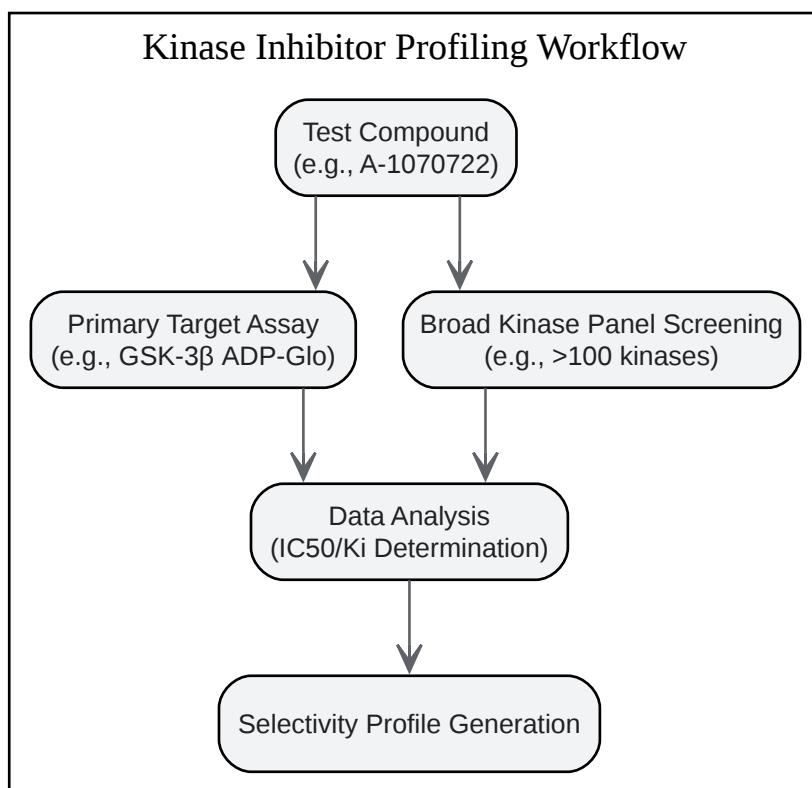 Kinase Inhibitor Profiling Workflow
Test Compound
(e.g., A-1070722)
Primary Target Assay
(e.g., GSK-3β ADP-Glo)
Broad Kinase Panel Screening
(e.g., >100 kinases)
Data Analysis
(IC50/Ki Determination)
Selectivity Profile Generation